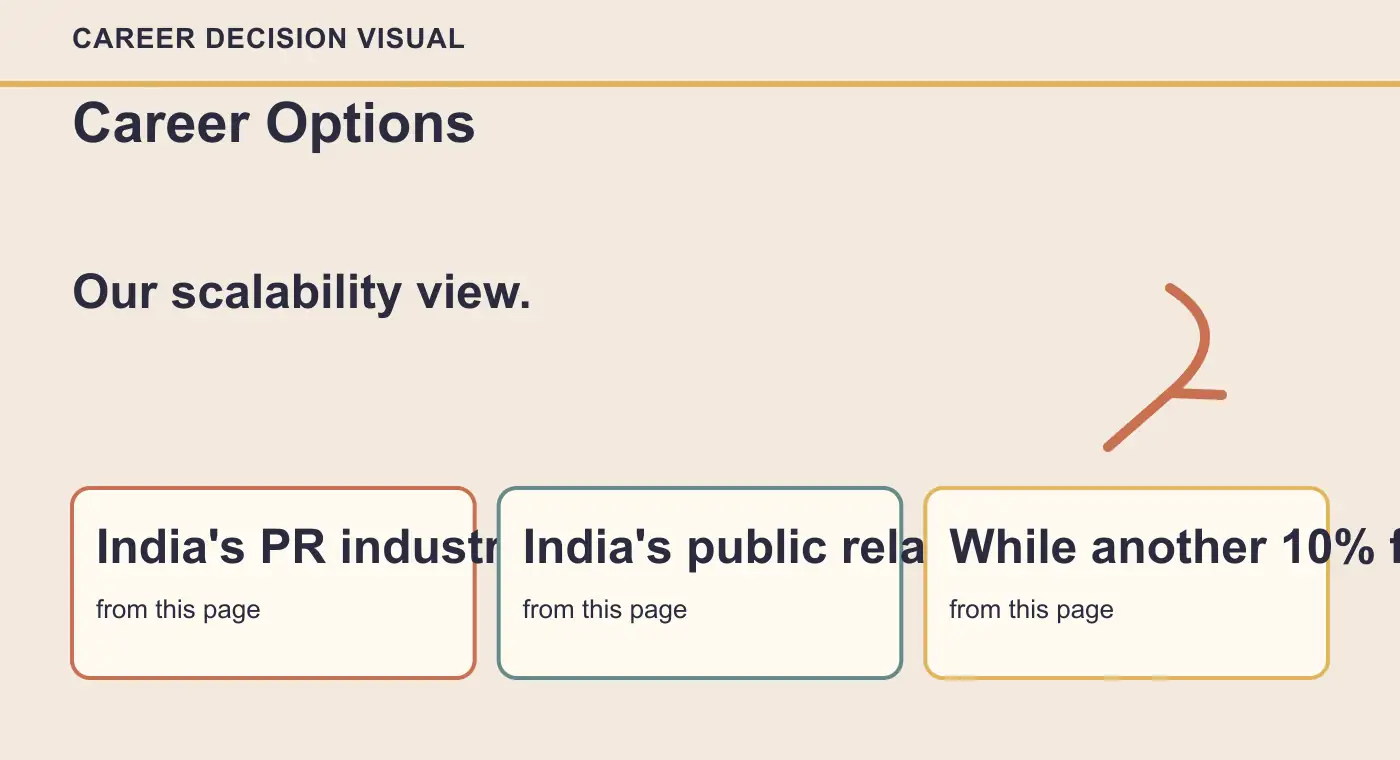 CAREER DECISION VISUAL
Career Options
Our scalability view.
India's PR industr
India's public rela
While another 10% f
from this page
from this page
from this page